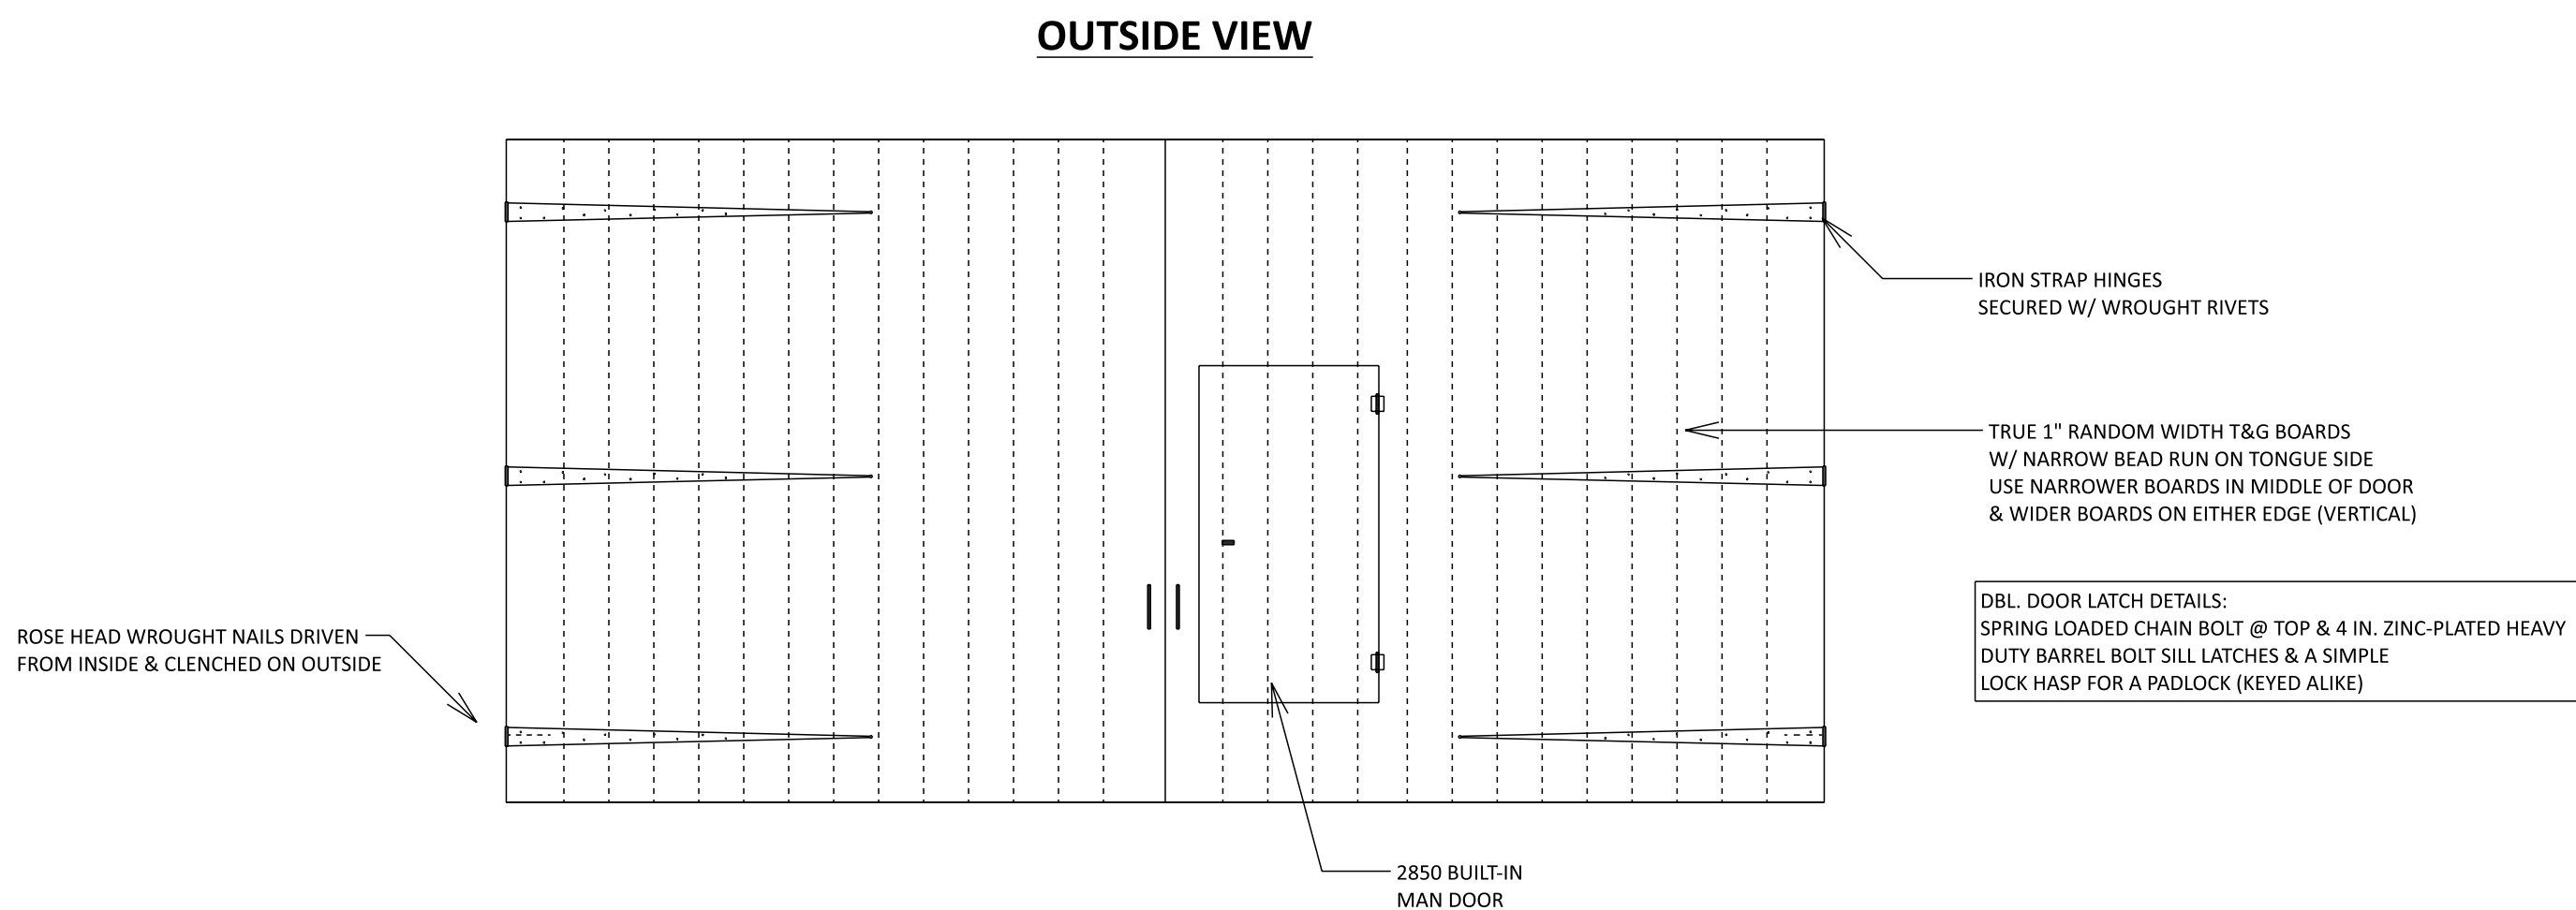 OUTSIDE VIEW
IRON STRAP HINGES
SECURED W/ WROUGHT RIVETS
TRUE 1" RANDOM WIDTH T&G BOARDS
W/ NARROW BEAD RUN ON TONGUE SIDE
USE NARROWER BOARDS IN MIDDLE OF DOOR
& WIDER BOARDS ON EITHER EDGE (VERTICAL)
DBL. DOOR LATCH DETAILS:
SPRING LOADED CHAIN BOLT @ TOP & 4 IN. ZINC-PLATED HEAVY
DUTY BARREL BOLT SILL LATCHES & A SIMPLE
LOCK HASP FOR A PADLOCK (KEYED ALIKE)
ROSE HEAD WROUGHT NAILS DRIVEN
FROM INSIDE & CLENCHED ON OUTSIDE
2850 BUILT-IN
MAN DOOR